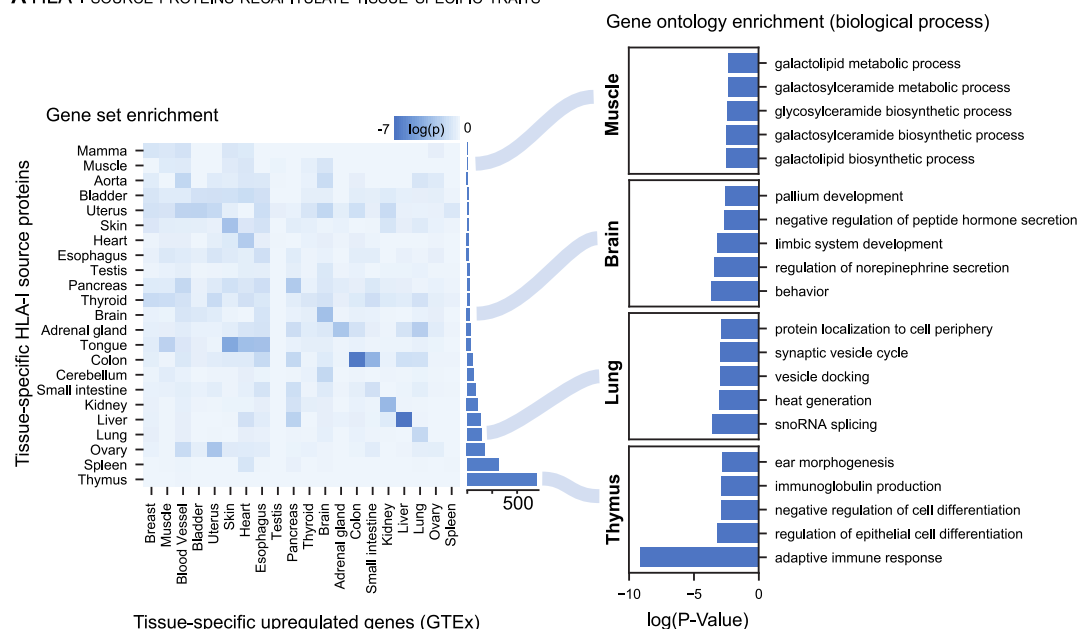 Gene ontology enrichment (biological process)
Gene set enrichment
-7
log(p)
0
Tissue-specific HLA-I source proteins
Mamma
Muscle
Aorta
Bladder
Uterus
Skin
Heart
Esophagus
Testis
Pancreas
Thyroid
Brain
Adrenal gland
Tongue
Colon
Cerebellum
Small intestine
Kidney
Liver
Lung
Ovary
Spleen
Thymus
500
Breast
Muscle
Blood Vessel
Bladder
Uterus
Skin
Heart
Esophagus
Testis
Pancreas
Thyroid
Brain
Adrenal gland
Colon
Small intestine
Kidney
Liver
Lung
Ovary
Spleen
Tissue-specific upregulated genes (GTEx)
Muscle
galactolipid metabolic process
galactosylceramide metabolic process
glycosylceramide biosynthetic process
galactosylceramide biosynthetic process
galactolipid biosynthetic process
Brain
pallium development
negative regulation of peptide hormone secretion
limbic system development
regulation of norepinephrine secretion
behavior
Lung
protein localization to cell periphery
synaptic vesicle cycle
vesicle docking
heat generation
snoRNA splicing
Thymus
ear morphogenesis
immunoglobulin production
negative regulation of cell differentiation
regulation of epithelial cell differentiation
adaptive immune response
−10
−5
0
log(P-Value)